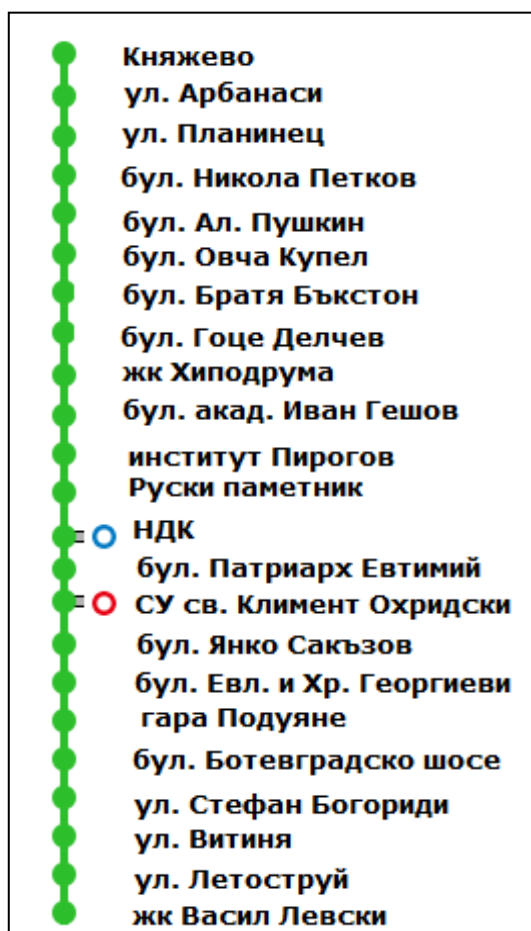 Княжево
ул. Арбанаси
ул. Планинец
бул. Никола Петков
бул. Ал. Пушкин
бул. Овча Купел
бул. Братя Бъкстон
бул. Гоце Делчев
жк Хиподрума
бул. акад. Иван Гешов
институт Пирогов
Руски паметник
НДК
бул. Патриарх Евтимий
СУ св. Климент Охридски
бул. Янко Сакъзов
бул. Евл. и Хр. Георгиеви
гара Подуяне
бул. Ботевградско шосе
ул. Стефан Богориди
ул. Витиня
ул. Летоструй
жк Васил Левски